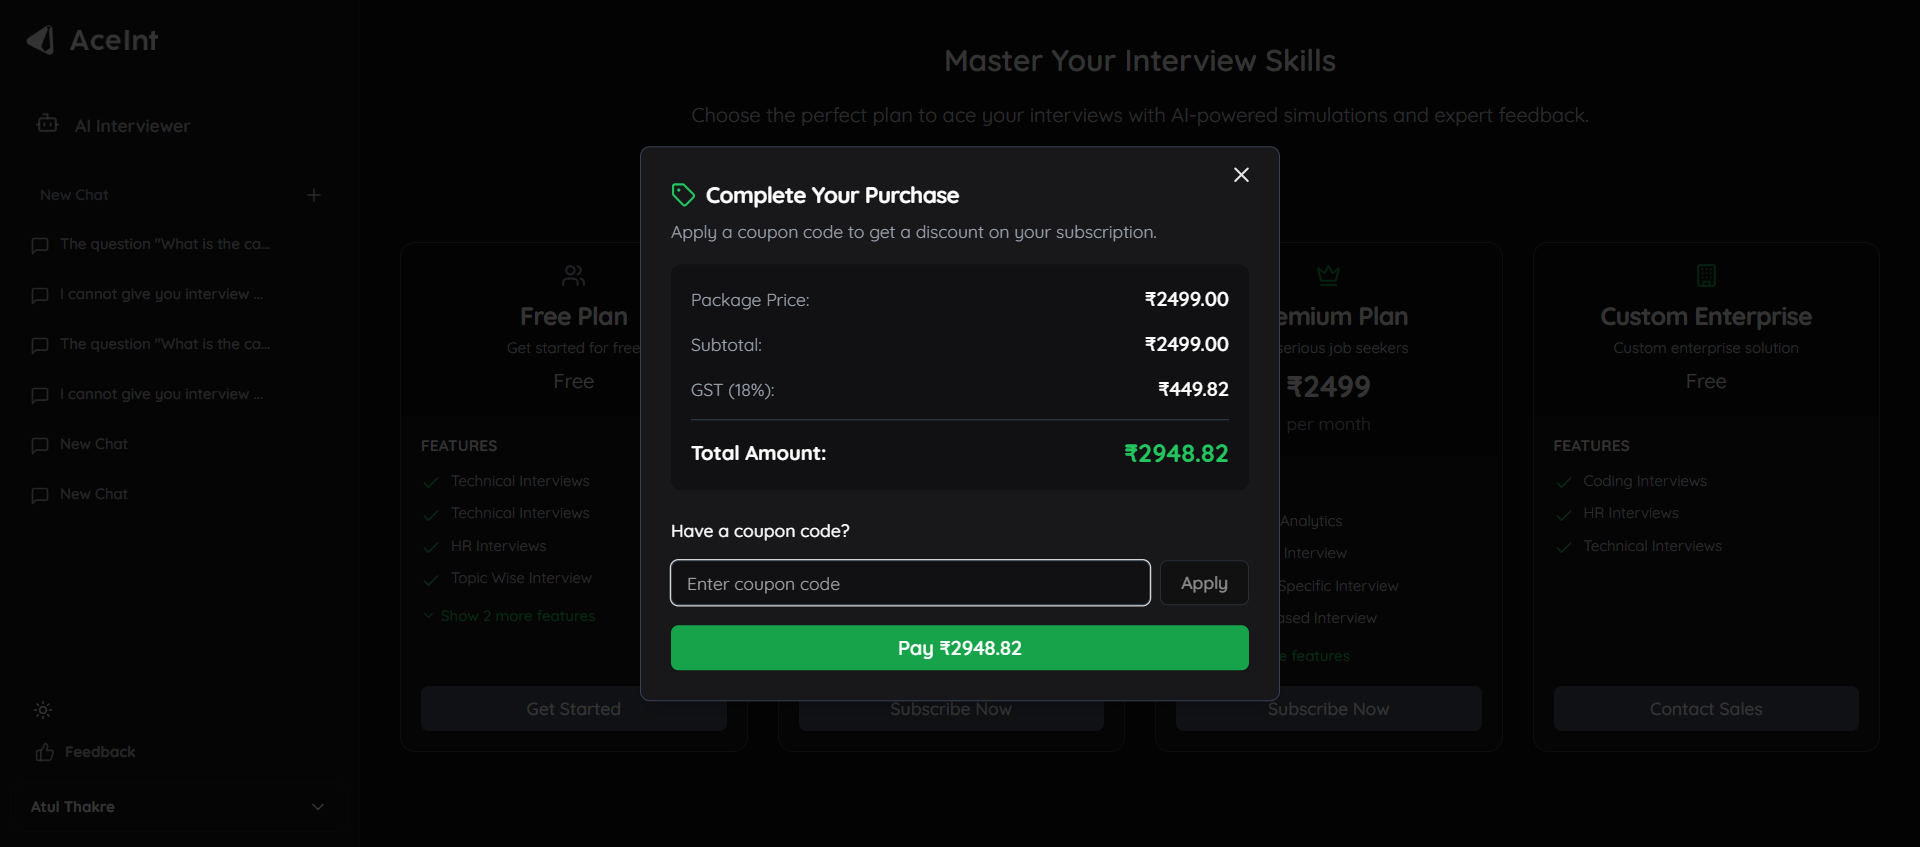 AceInt
AI Interviewer
New Chat
The question "What is the ca...
I cannot give you interview ...
The question "What is the ca...
I cannot give you interview ...
New Chat
New Chat
Feedback
Atul Thakre
Master Your Interview Skills
Choose the perfect plan to ace your interviews with AI-powered simulations and expert feedback.
Free Plan
Get started for free
Free
FEATURES
Technical Interviews
Technical Interviews
HR Interviews
Topic Wise Interview
Show 2 more features
Get Started
Complete Your Purchase
Apply a coupon code to get a discount on your subscription.
Package Price: ₹2499.00
Subtotal: ₹2499.00
GST (18%): ₹449.82
Total Amount: ₹2948.82
Have a coupon code?
Enter coupon code
Apply
Pay ₹2948.82
Subscribe Now
emium Plan
serious job seekers
₹2499
per month
Analytics
Interview
Specific Interview
ased Interview
e features
Subscribe Now
Custom Enterprise
Custom enterprise solution
Free
FEATURES
Coding Interviews
HR Interviews
Technical Interviews
Contact Sales